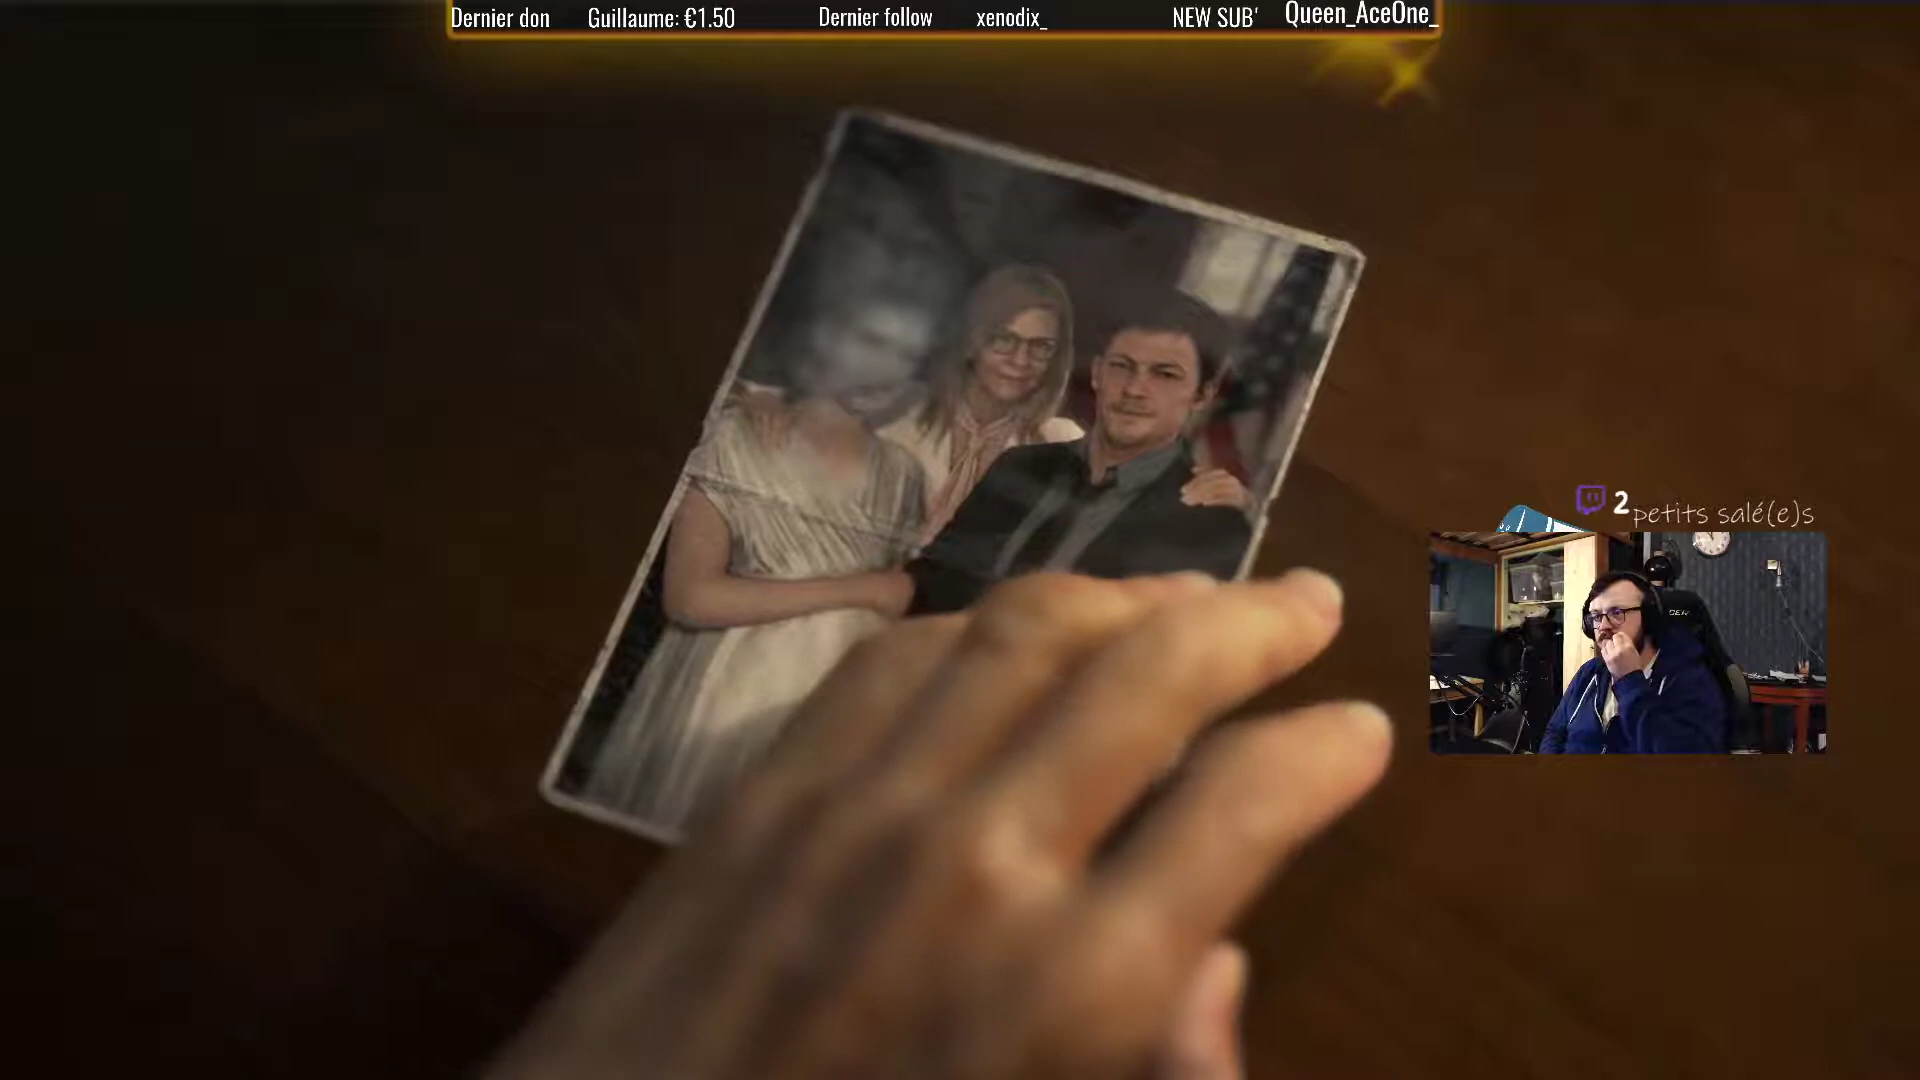 Dernier don Guillaume: €1.50 Dernier follow xenodix_ NEW SUB' Queen_AceOne_
2 petits salé(e)s